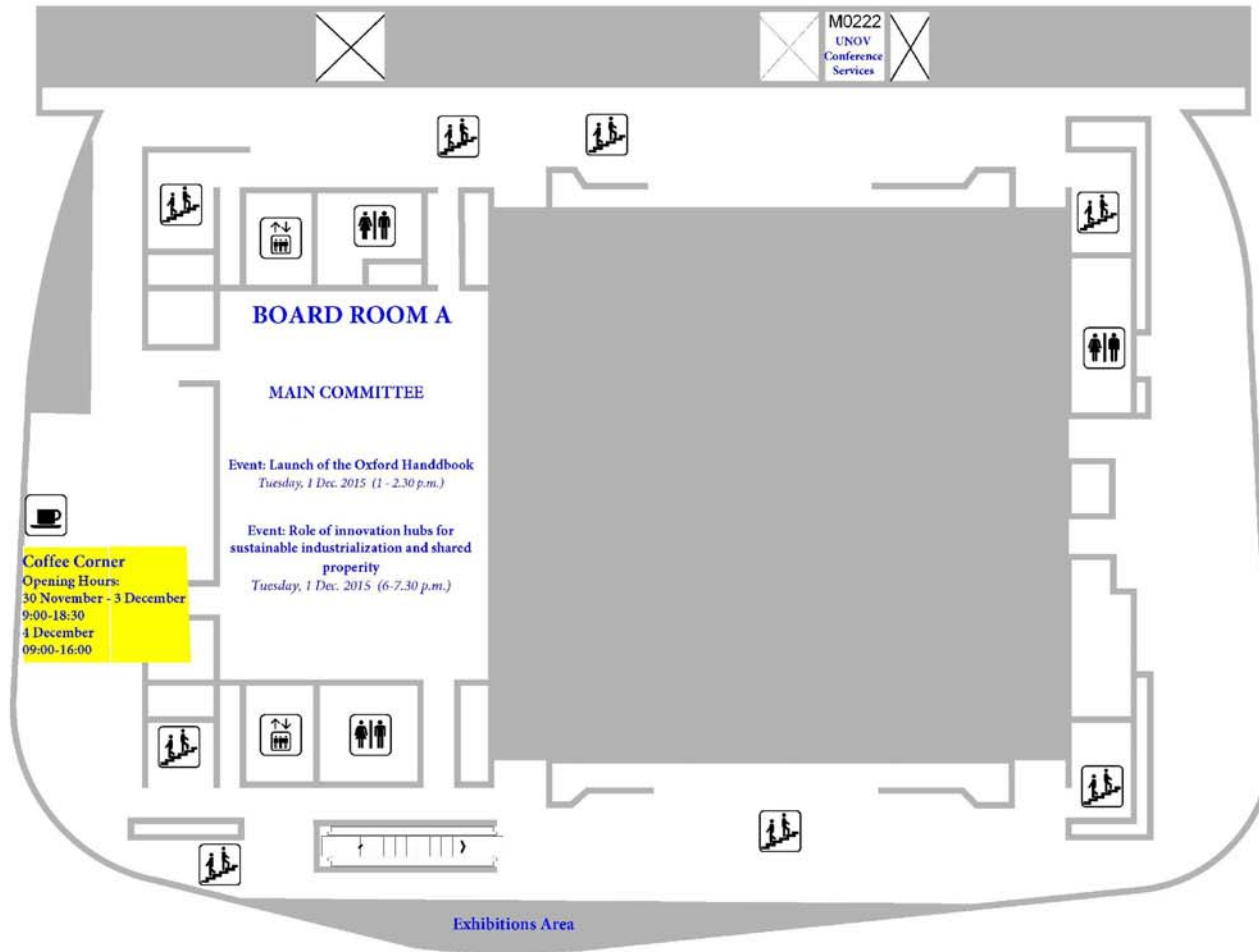 M0222
UNOV
Conference
Services
BOARD ROOM A
MAIN COMMITTEE
Event: Launch of the Oxford Handdbook
Tuesday, 1 Dec. 2015 (1 - 2.30 p.m.)
Event: Role of innovation hubs for
sustainable industrialization and shared
properity
Tuesday, 1 Dec. 2015 (6-7.30 p.m.)
Coffee Corner
Opening Hours:
30 November - 3 December
9:00-18:30
4 December
09:00-16:00
Exhibitions Area